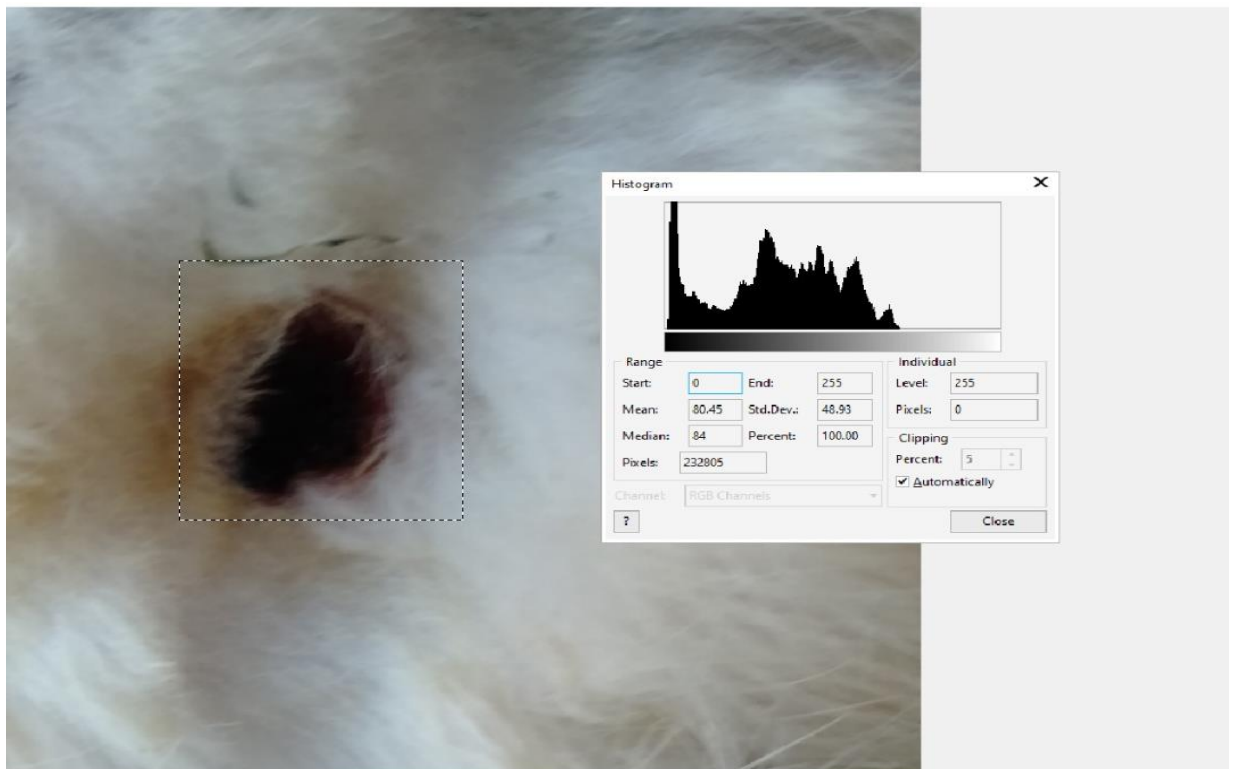 Histogram
Range
Start: 0 End: 255
Mean: 80.45 Std.Dev.: 48.93
Median: 84 Percent: 100.00
Pixels: 232805
Individual
Level: 255
Pixels: 0
Clipping
Percent: 5
Automatically
Channel: RGB Channels
? Close